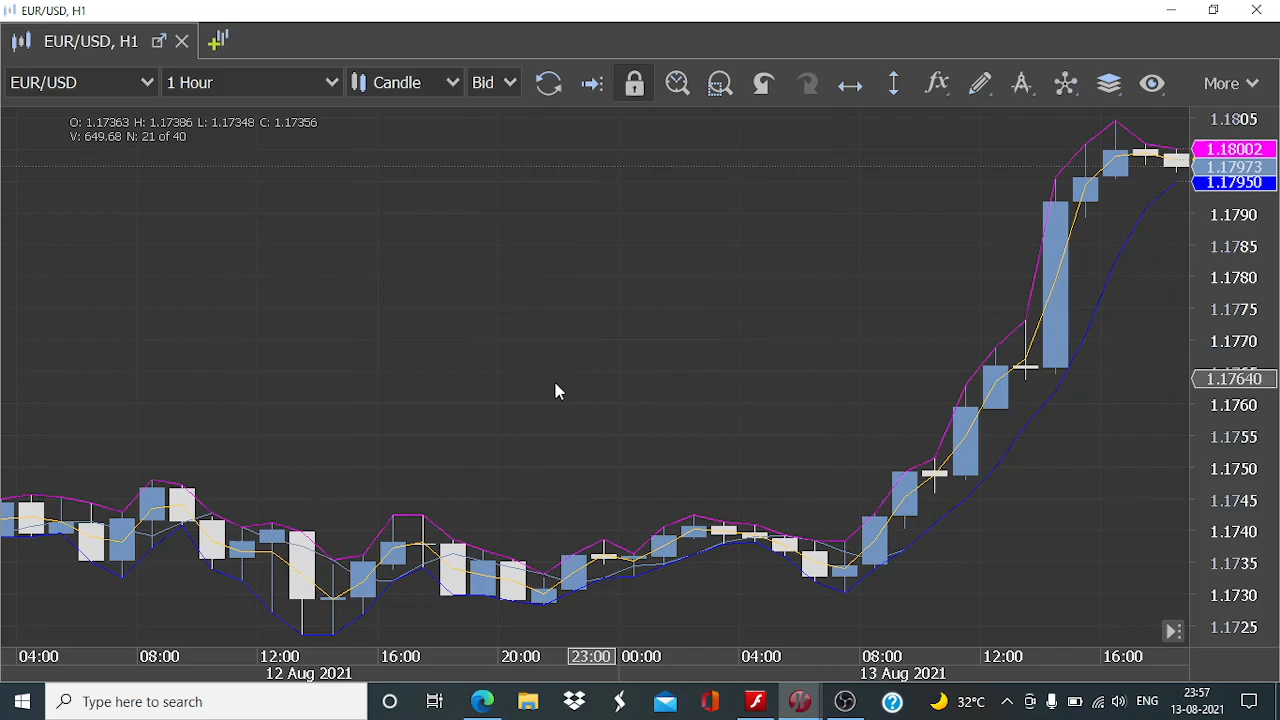 EUR/USD, H1
EUR/USD, H1
EUR/USD 1 Hour Candle Bid fx More
O: 1.17363 H: 1.17386 L: 1.17348 C: 1.17356
V: 649.68 N: 21 of 40
1.1805
1.18002
1.17973
1.17950
1.1790
1.1785
1.1780
1.1775
1.1770
1.17640
1.1760
1.1755
1.1750
1.1745
1.1740
1.1735
1.1730
1.1725
04:00 08:00 12:00 16:00 20:00 23:00 00:00 04:00 08:00 12:00 16:00
12 Aug 2021 13 Aug 2021
Type here to search 32°C ENG 23:57
13-08-2021